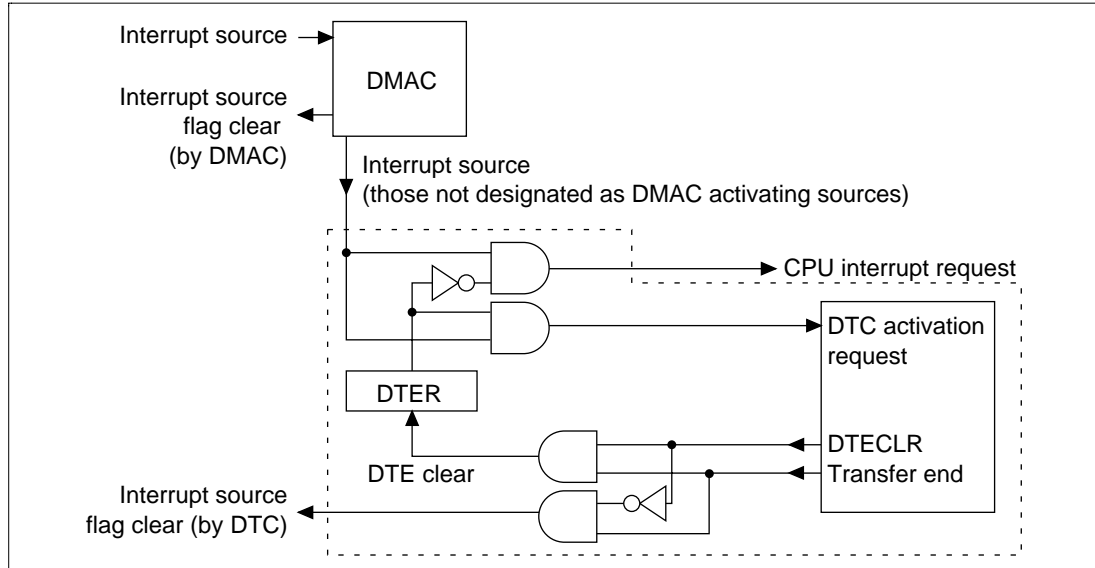 Interrupt source
DMAC
Interrupt source
flag clear
(by DMAC)
Interrupt source
(those not designated as DMAC activating sources)
CPU interrupt request
DTC activation
request
DTER
DTECLR
DTE clear
Transfer end
Interrupt source
flag clear (by DTC)